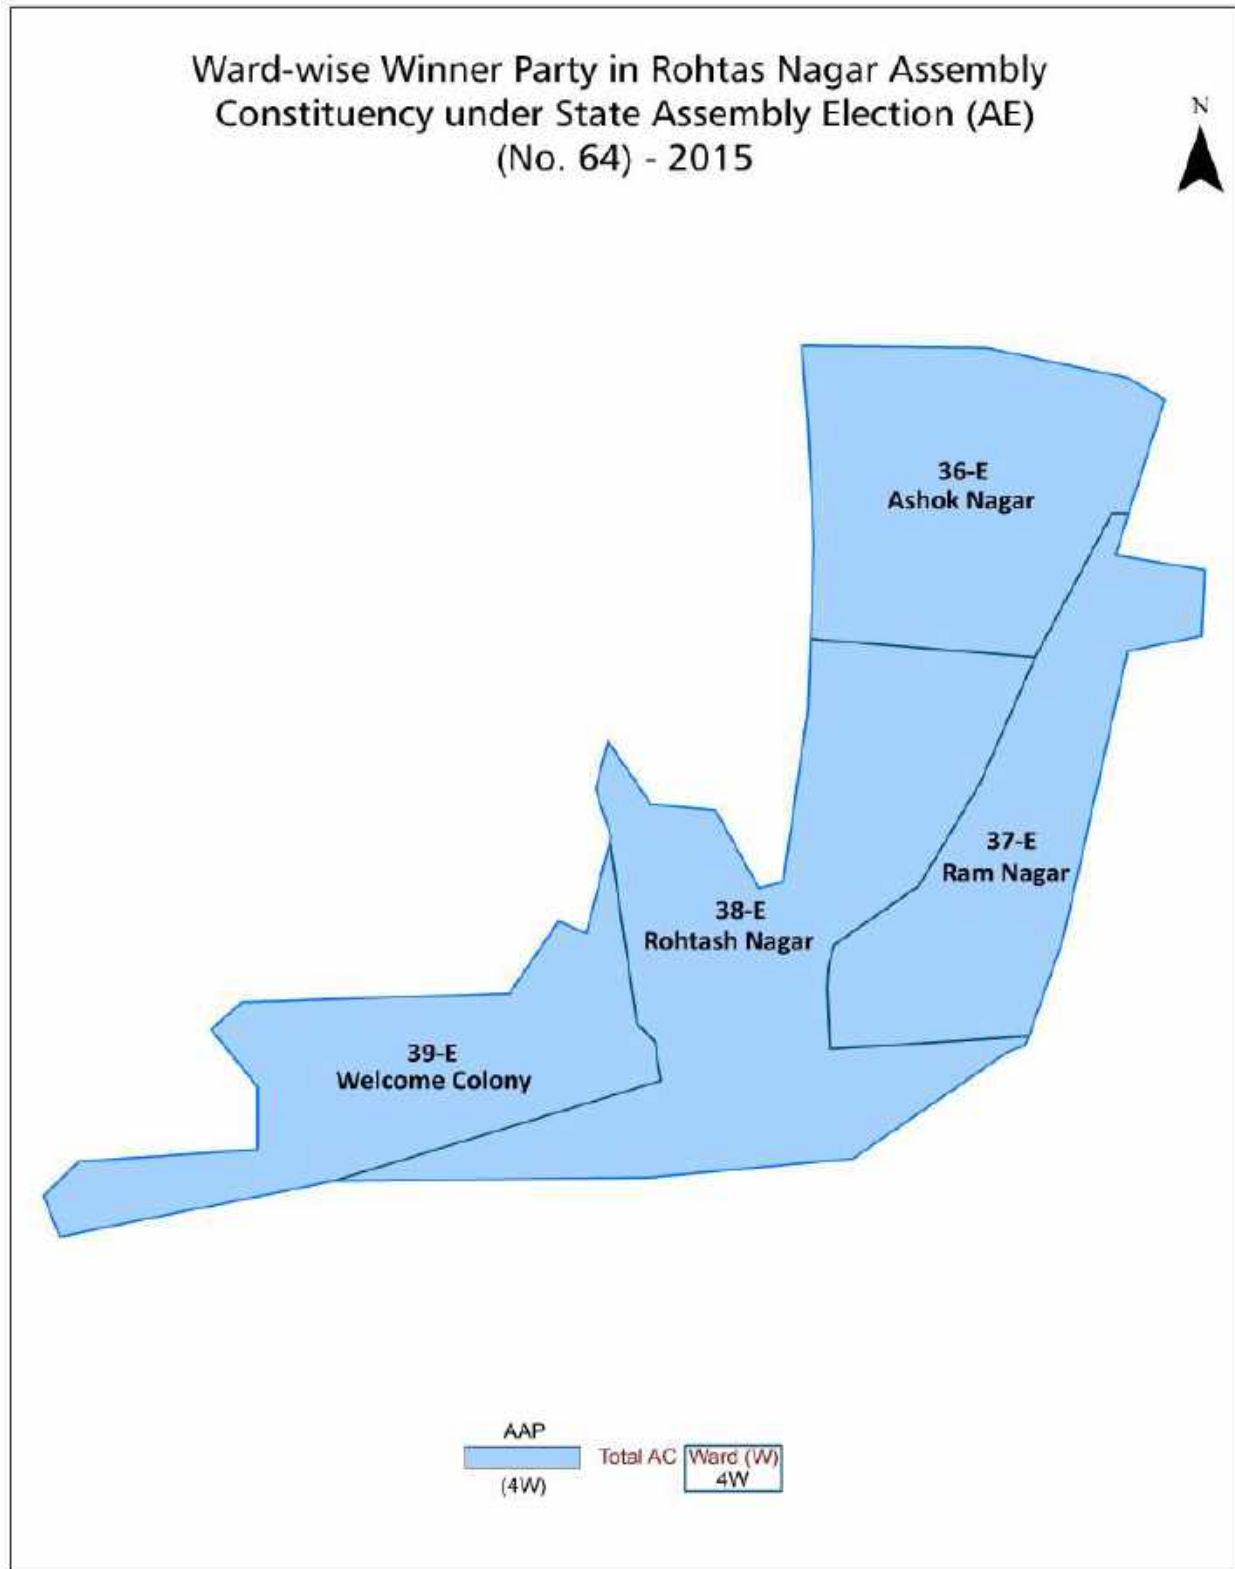 Ward-wise Winner Party in Rohtas Nagar Assembly
Constituency under State Assembly Election (AE)
(No. 64) - 2015
N
36-E
Ashok Nagar
37-E
Ram Nagar
38-E
Rohtash Nagar
39-E
Welcome Colony
AAP
(4W)
Total AC
Ward (W)
4W